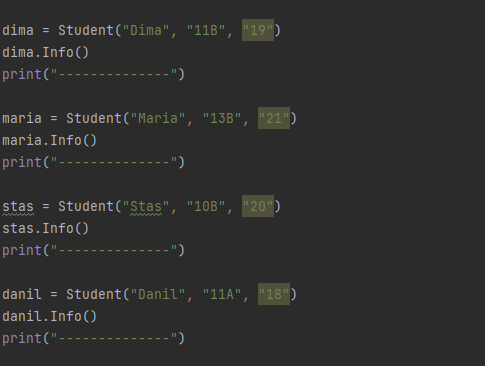 dima = Student("Dima", "11B", "19")
dima.Info()
print("--------------")
maria = Student("Maria", "13B", "21")
maria.Info()
print("--------------")
stas = Student("Stas", "10B", "20")
stas.Info()
print("--------------")
danil = Student("Danil", "11A", "18")
danil.Info()
print("--------------")